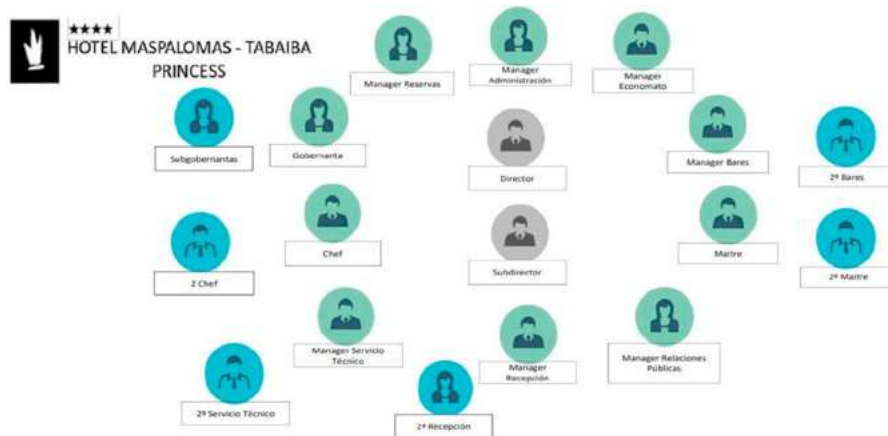 ★★★★
HOTEL MASPALOMAS - TABAIBA
PRINCESS
Manager Reservas
Manager
Administración
Manager
Economato
Subgobernantas
Gobernanta
Director
Manager Bares
2º Bares
Chef
2 Chef
Subdirector
Maitre
2º Maitre
Manager Servicio
Técnico
Manager
Recepción
Manager Relaciones
Públicas
2º Servicio Técnico
2ª Recepción